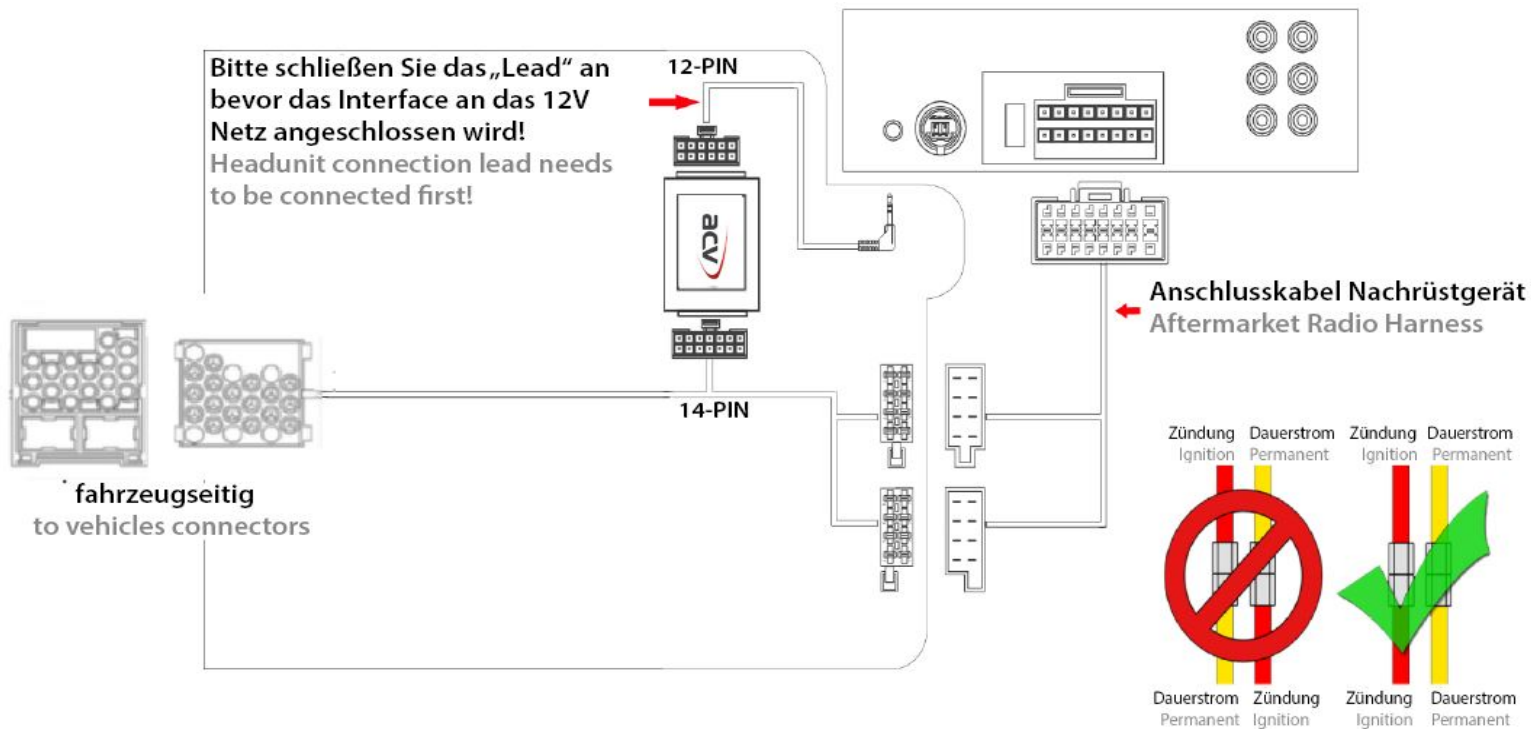 Bitte schließen Sie das „Lead“ an
bevor das Interface an das 12V
Netz angeschlossen wird!
Headunit connection lead needs
to be connected first!
12-PIN
acv
14-PIN
fahrzeugseitig
to vehicles connectors
Anschlusskabel Nachrüstgerät
Aftermarket Radio Harness
Zündung Dauerstrom Zündung Dauerstrom
Ignition Permanent Ignition Permanent
Dauerstrom Zündung Zündung Dauerstrom
Permanent Ignition Ignition Permanent